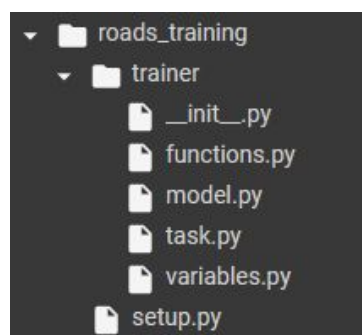 roads_training
trainer
__init__.py
functions.py
model.py
task.py
variables.py
setup.py